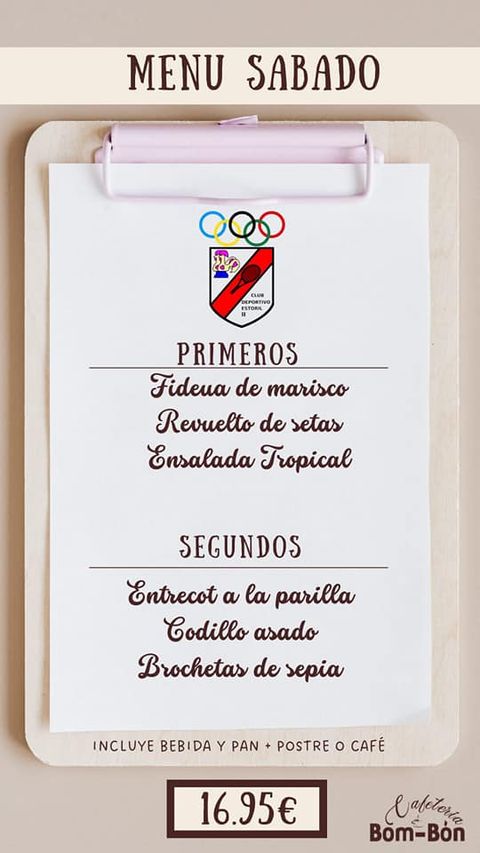 MENU SABADO
CLUB
DEPORTIVO
ESTORIL
II
PRIMEROS
Fideua de marisco
Revuelto de setas
Ensalada Tropical
SEGUNDOS
Entrecot a la parilla
Codillo asado
Brochetas de sepia
INCLUYE BEBIDA Y PAN + POSTRE O CAFÉ
16.95€
Cafetería
Bom-Bón